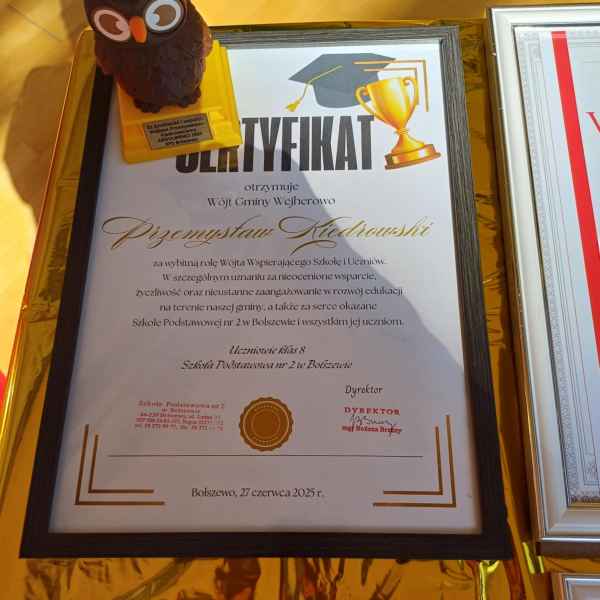 CERTYFIKAT
otrzymuje
Wójt Gminy Wejherowo
Przemysław Kiedrowski
za wybitną rolę Wójta Wspierającego Szkołę i Uczniów.
W szczególnym uznaniu za nieocenione wsparcie,
życzliwość oraz nieustanne zaangażowanie w rozwój edukacji
na terenie naszej gminy, a także za serce okazane
Szkole Podstawowej nr 2 w Bolszewie i wszystkim jej uczniom.
Uczniowie klas 8
Szkoła Podstawowa nr 2 w Bolszewie
Dyrektor
Szkoła Podstawowa nr 2
w Bolszewie
DYREKTOR
mgr Bożena
Bolszewo, 27 czerwca 2025 r.